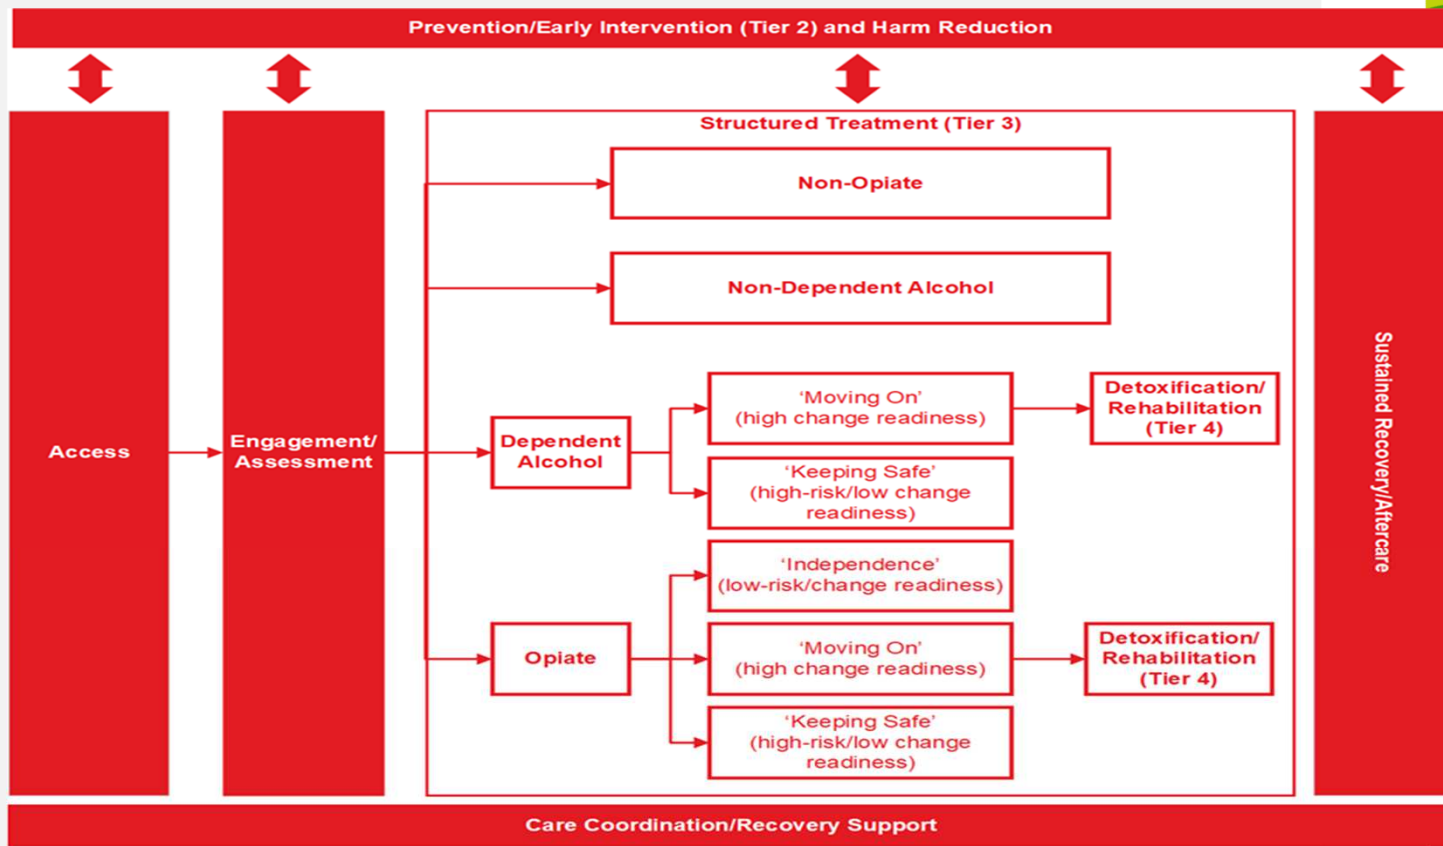 Prevention/Early Intervention (Tier 2) and Harm Reduction
Structured Treatment (Tier 3)
Non-Opiate
Non-Dependent Alcohol
Access
Engagement/
Assessment
Dependent
Alcohol
‘Moving On’
(high change readiness)
Detoxification/
Rehabilitation
(Tier 4)
‘Keeping Safe’
(high-risk/low change
readiness)
Opiate
‘Independence’
(low-risk/change readiness)
‘Moving On’
(high change readiness)
Detoxification/
Rehabilitation
(Tier 4)
‘Keeping Safe’
(high-risk/low change
readiness)
Sustained Recovery/Aftercare
Care Coordination/Recovery Support